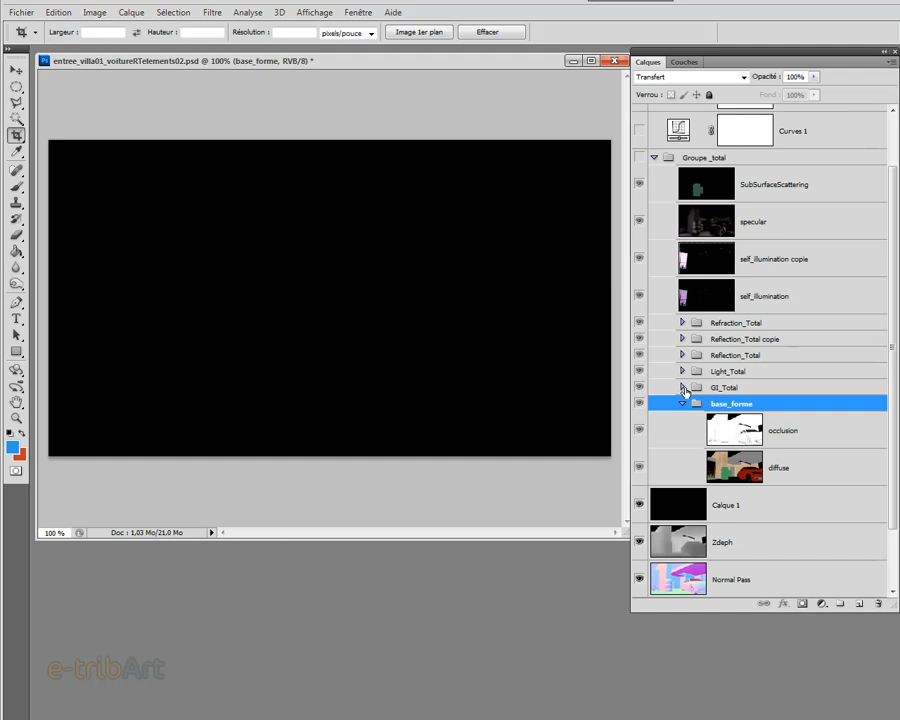 Fichier Edition Image Calque Sélection Filtre Analyse 3D Affichage Fenêtre Aide
Largeur : Hauteur : Résolution : pixels/pouce Image 1er plan Effacer
entree_villa01_voitureRTelements02.psd @ 100% (base_forme, RVB/8) *
Calques Couches
Transfert Opacité : 100%
Verrou : Fond : 100%
Curves 1
Groupe _total
SubSurfaceScattering
specular
self_illumination copie
self_illumination
Refraction_Total
Reflection_Total copie
Reflection_Total
Light_Total
GI_Total
base_forme
occlusion
diffuse
Calque 1
Zdeph
Normal Pass
100 % Doc : 1,03 Mo/21,0 Mo
e-tribArt